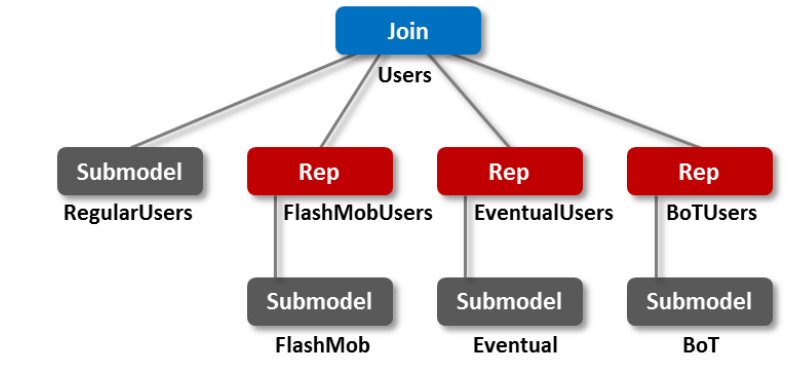 Join
Users
Submodel Rep Rep Rep
RegularUsers FlashMobUsers EventualUsers BoTUsers
Submodel Submodel Submodel
FlashMob Eventual BoT